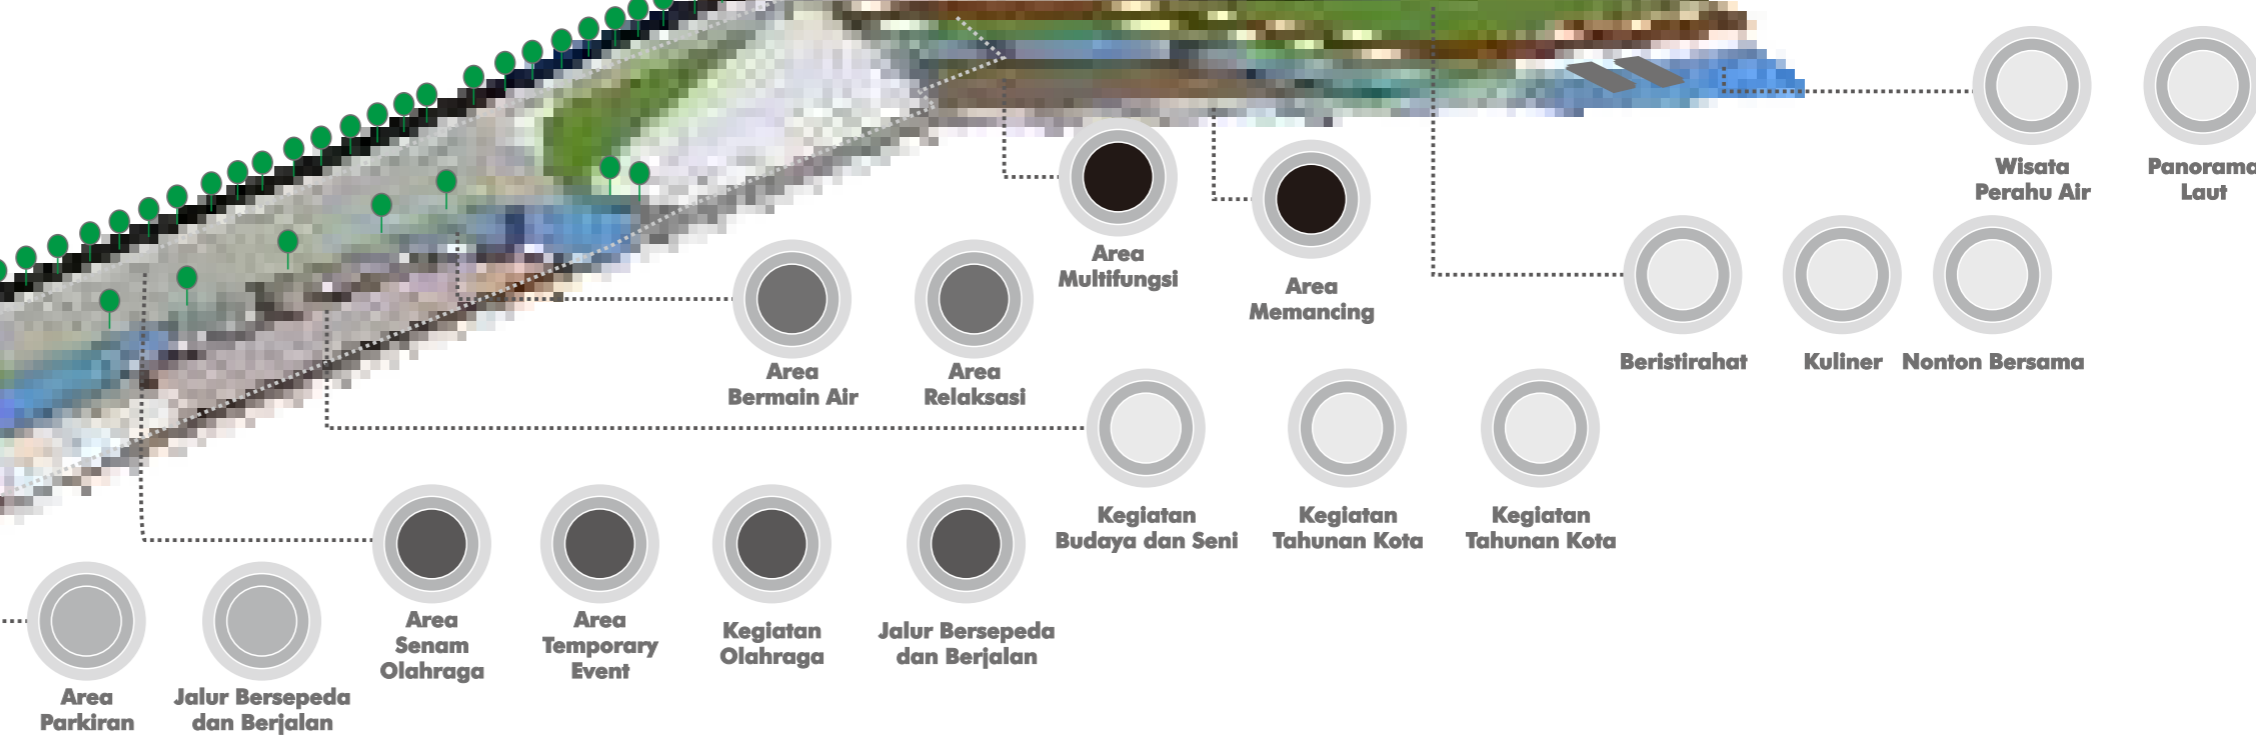 Wisata
Perahu Air
Panorama
Laut
Area
Multifungsi
Area
Memancing
Beristirahat
Kuliner
Nonton Bersama
Area
Bermain Air
Area
Relaksasi
Kegiatan
Budaya dan Seni
Kegiatan
Tahunan Kota
Kegiatan
Tahunan Kota
Area
Senam
Olahraga
Area
Temporary
Event
Kegiatan
Olahraga
Jalur Bersepeda
dan Berjalan
Area
Parkiran
Jalur Bersepeda
dan Berjalan